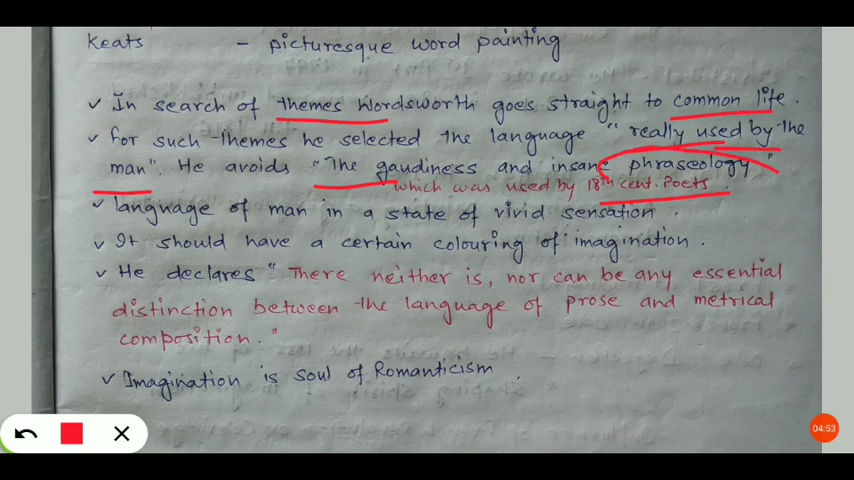 Keats - picturesque word painting
✓ In search of themes Wordsworth goes straight to common life.
✓ for such themes he selected the language "really used by the
man". He avoids "The gaudiness and insane phraseology"
which was used by 18th cent. Poets.
✓ language of man in a state of vivid sensation.
✓ It should have a certain colouring of imagination.
✓ He declares "There neither is, nor can be any essential
distinction between the language of prose and metrical
composition."
✓ Imagination is soul of Romanticism.
04:53